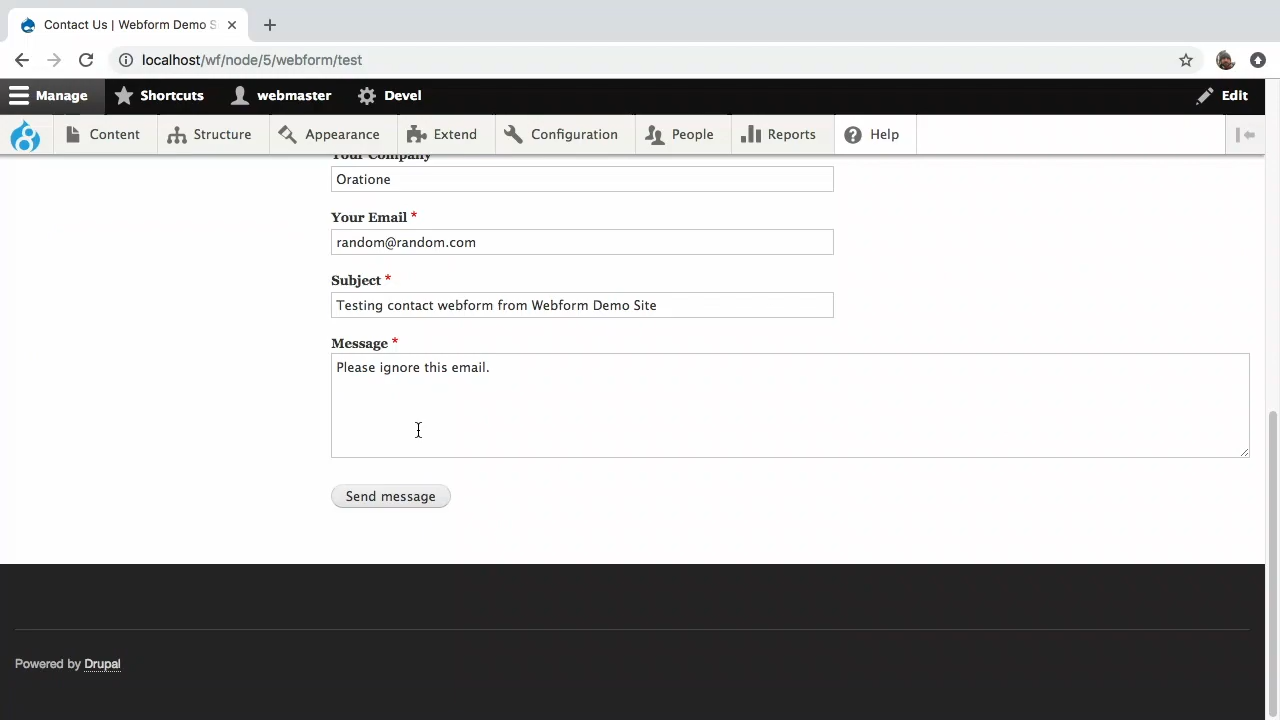 Contact Us | Webform Demo S
localhost/wf/node/5/webform/test
Manage Shortcuts webmaster Devel Edit
Content Structure Appearance Extend Configuration People Reports Help
Your Company
Oratione
Your Email *
random@random.com
Subject *
Testing contact webform from Webform Demo Site
Message *
Please ignore this email.
Send message
Powered by Drupal